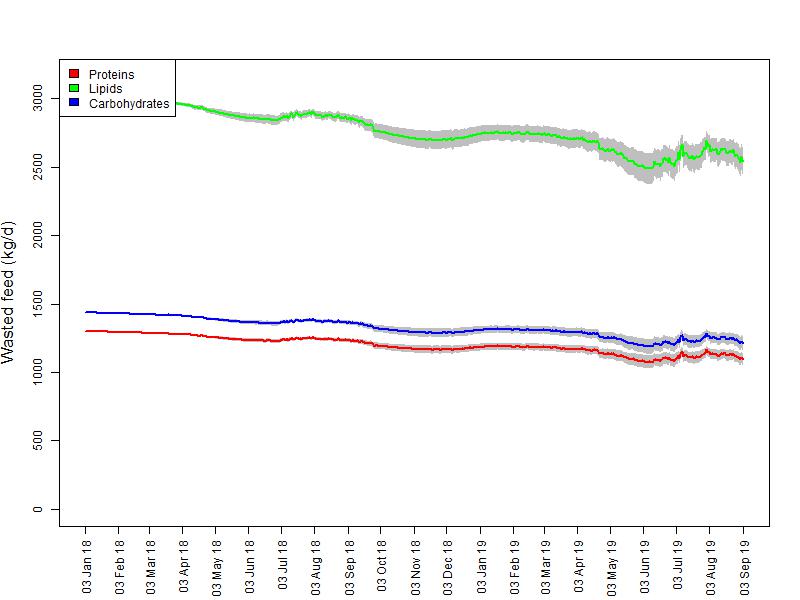 Proteins
Lipids
Carbohydrates
Wasted feed (kg/d)
3000
2500
2000
1500
1000
500
0
03 Jan 18
03 Feb 18
03 Mar 18
03 Apr 18
03 May 18
03 Jun 18
03 Jul 18
03 Aug 18
03 Sep 18
03 Oct 18
03 Nov 18
03 Dec 18
03 Jan 19
03 Feb 19
03 Mar 19
03 Apr 19
03 May 19
03 Jun 19
03 Jul 19
03 Aug 19
03 Sep 19